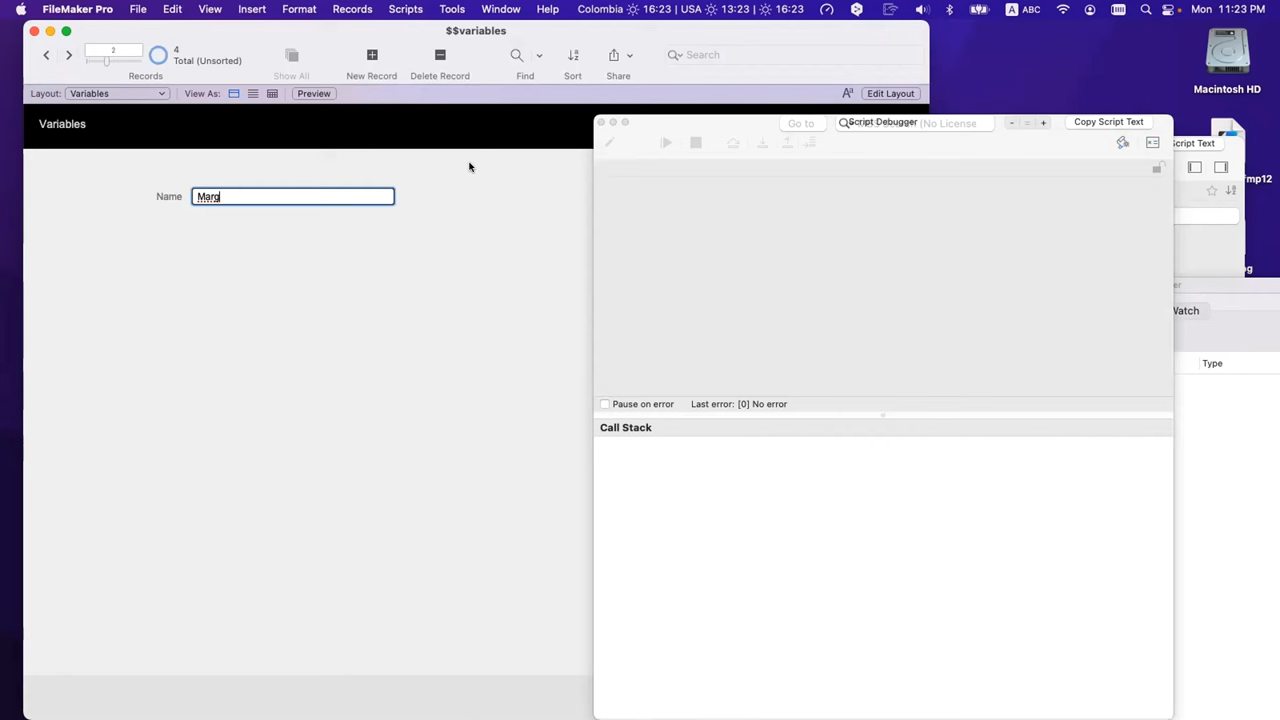 FileMaker Pro File Edit View Insert Format Records Scripts Tools Window Help Colombia 16:23 | USA 13:23 | 16:23 A ABC Mon 11:23 PM
$$variables
2
4
Total (Unsorted)
Search
Records Show All New Record Delete Record Find Sort Share
Layout: Variables View As: Preview Aª Edit Layout
Macintosh HD
Variables
Go to Script Debugger (No License - = + Copy Script Text
Script Text
fmp12
Name Marg
Watch
Type
Pause on error Last error: [0] No error
Call Stack